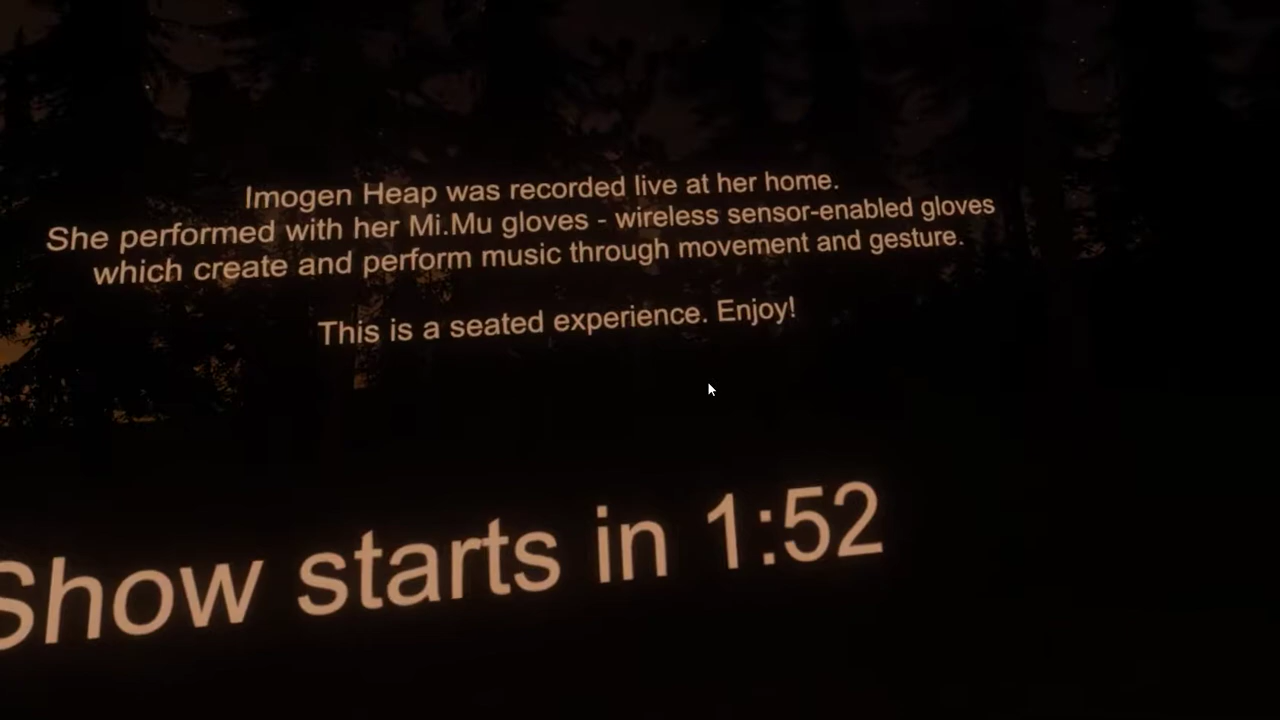 Imogen Heap was recorded live at her home.
She performed with her Mi.Mu gloves - wireless sensor-enabled gloves
which create and perform music through movement and gesture.
This is a seated experience. Enjoy!
Show starts in 1:52